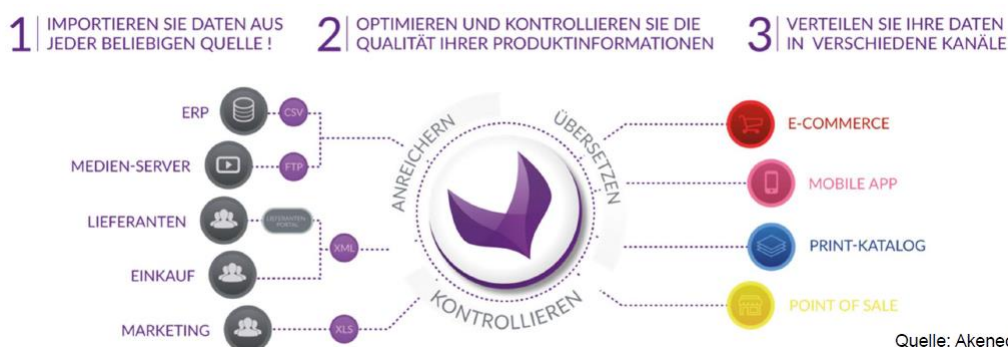 1 IMPORTIEREN SIE DATEN AUS
JEDER BELIEBIGEN QUELLE !
2 OPTIMIEREN UND KONTROLLIEREN SIE DIE
QUALITÄT IHRER PRODUKTINFORMATIONEN
3 VERTEILEN SIE IHRE DATEN
IN VERSCHIEDENE KANÄLE
ERP
CSV
MEDIEN-SERVER
FTP
LIEFERANTEN
LIEFERANTEN
PORTAL
XML
EINKAUF
MARKETING
XLS
ANREICHERN
ÜBERSETZEN
KONTROLLIEREN
E-COMMERCE
MOBILE APP
PRINT-KATALOG
POINT OF SALE
Quelle: Akeneo